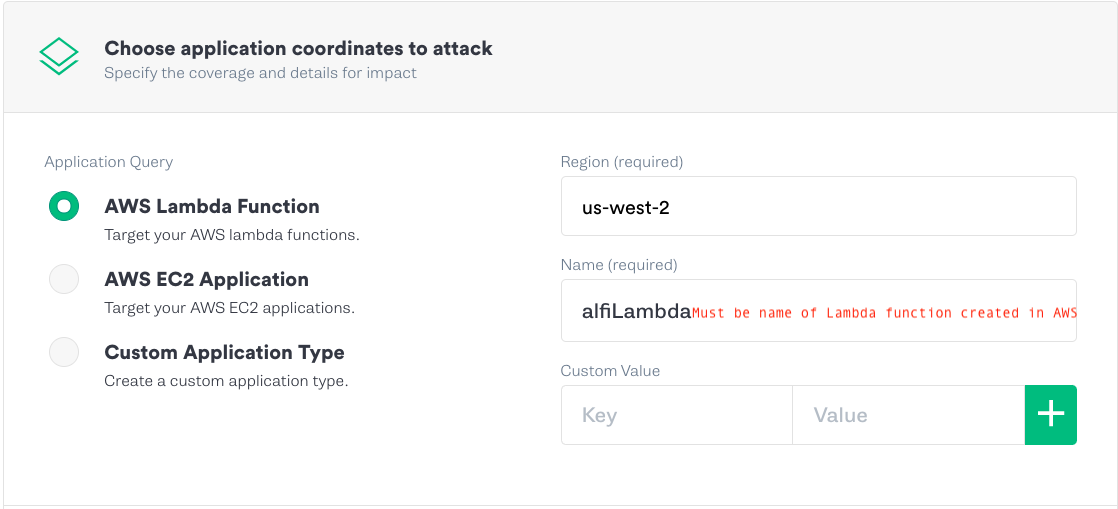 Choose application coordinates to attack
Specify the coverage and details for impact
Application Query
AWS Lambda Function
Target your AWS lambda functions.
AWS EC2 Application
Target your AWS EC2 applications.
Custom Application Type
Create a custom application type.
Region (required)
us-west-2
Name (required)
alfiLambdaMust be name of Lambda function created in AWS
Custom Value
Key Value +